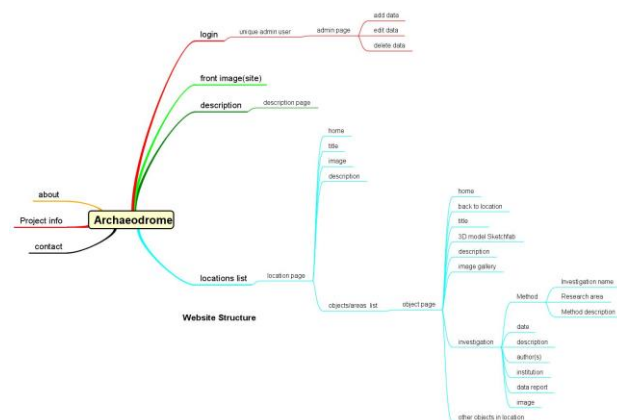 add data
login
unique admin user
admin page
edit data
delete data
front image(site)
description
description page
home
title
image
description
about
Project info
Archaeodrome
contact
locations list
location page
objects/areas list
object page
Website Structure
home
back to location
title
3D model Sketchfab
description
image gallery
investigation
Method
Investigation name
Research area
Method description
date
description
author(s)
institution
data report
image
other objects in location